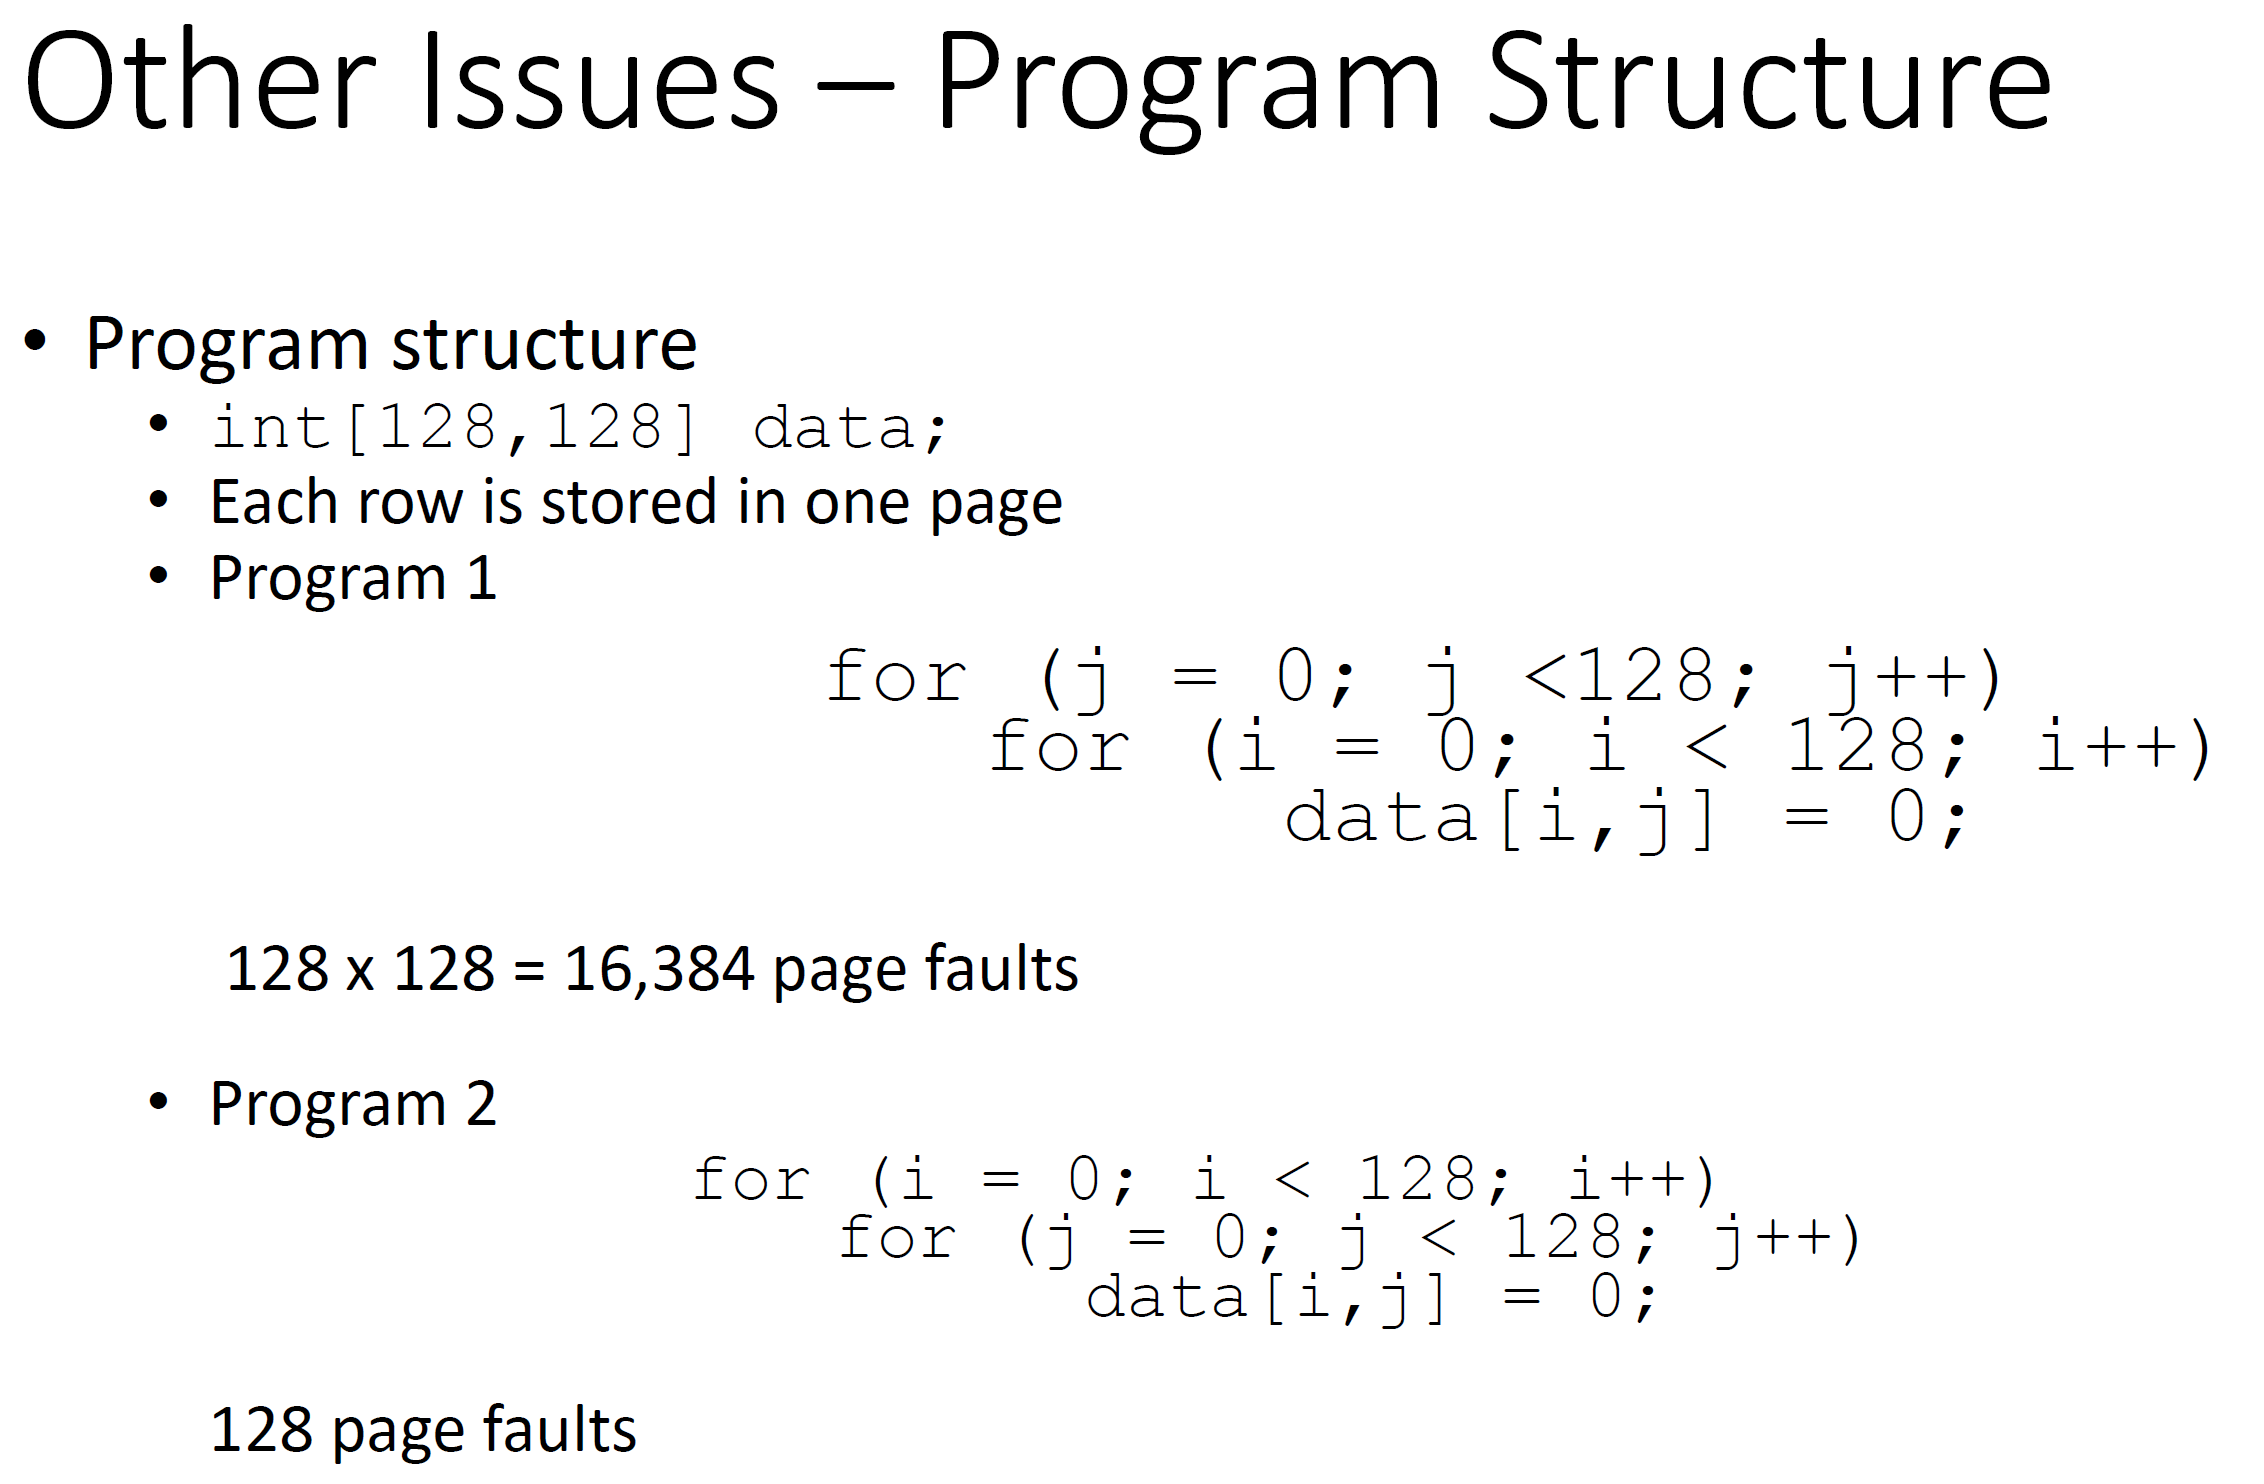 Other Issues – Program Structure
• Program structure
• int[128,128] data;
• Each row is stored in one page
• Program 1
for (j = 0; j <128; j++)
for (i = 0; i < 128; i++)
data[i,j] = 0;
128 x 128 = 16,384 page faults
• Program 2
for (i = 0; i < 128; i++)
for (j = 0; j < 128; j++)
data[i,j] = 0;
128 page faults